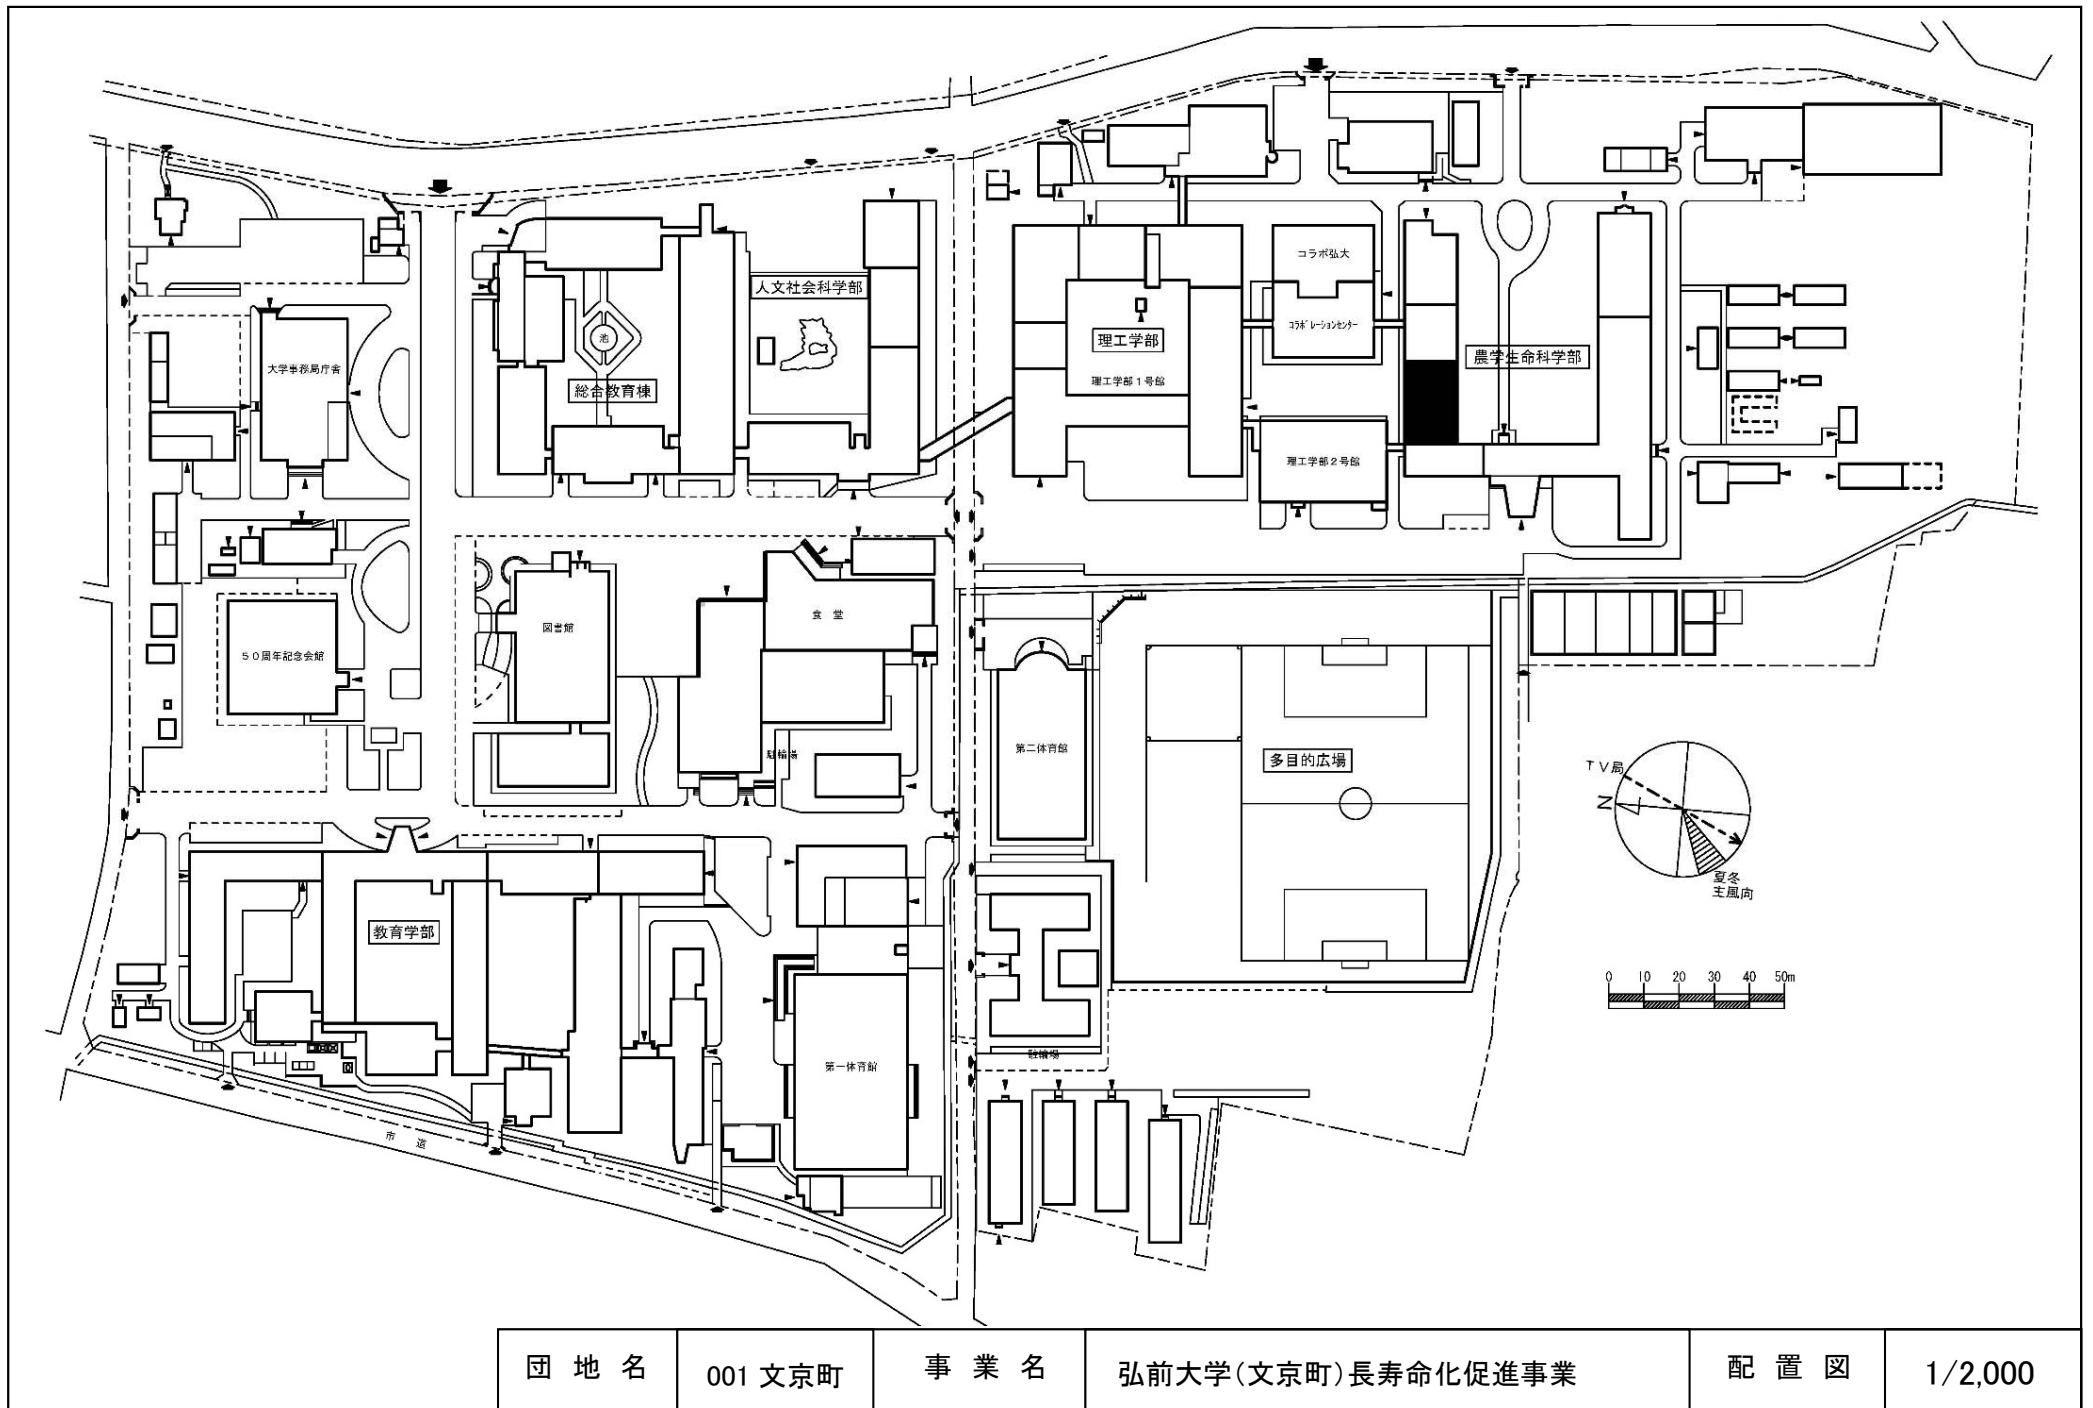 コラボ弘大
人文社会科学部
池
コラボレーションセンター
理工学部
農学生命科学部
大学事務局庁舎
理工学部1号館
総合教育棟
理工学部2号館
図書館
食堂
50周年記念会館
第二体育館
駐輪場
多目的広場
TV局
N
夏冬
主風向
教育学部
0 10 20 30 40 50m
駐輪場
第一体育館
市道
団地名 001 文京町 事業名 弘前大学(文京町)長寿命化促進事業 配置図 1/2,000